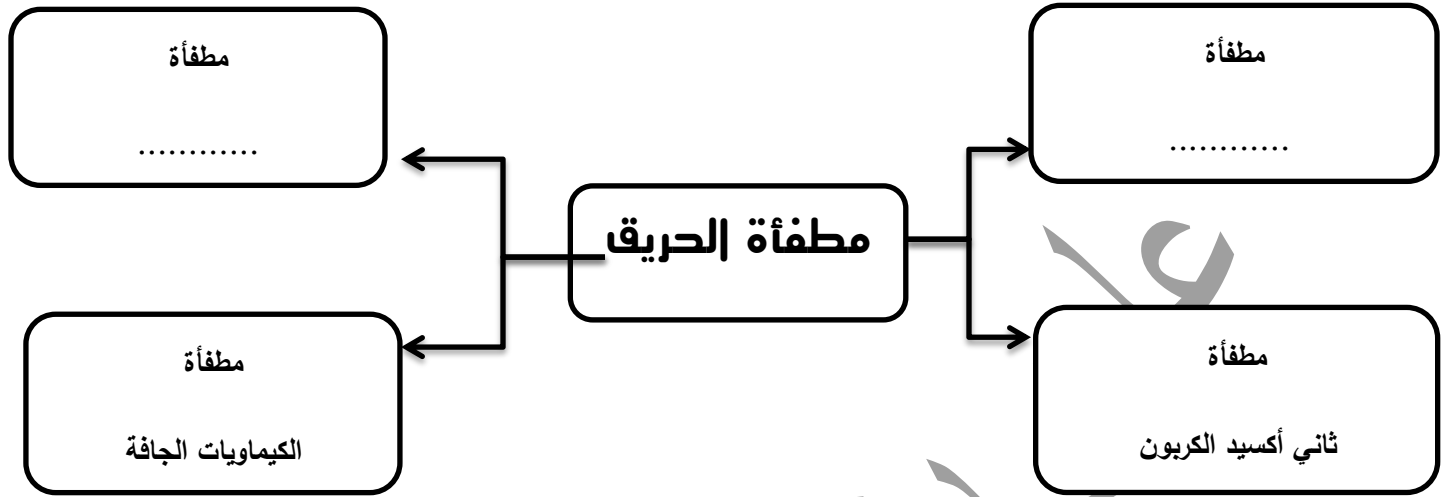 مطفأة
............
مطفأة
............
مطفأة الحريق
مطفأة
ثاني أكسيد الكربون
مطفأة
الكيماويات الجافة